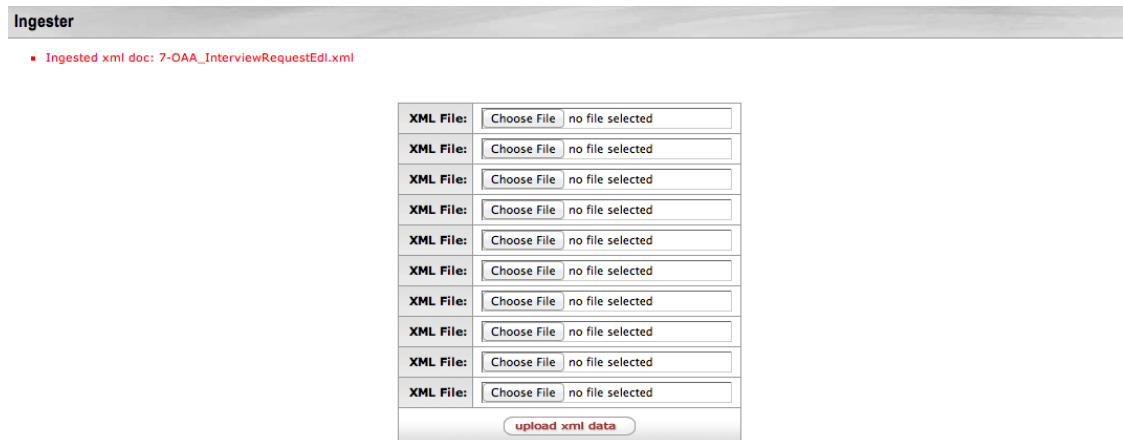 Ingester
Ingested xml doc: 7-OAA_InterviewRequestEdl.xml
XML File: Choose File no file selected
XML File: Choose File no file selected
XML File: Choose File no file selected
XML File: Choose File no file selected
XML File: Choose File no file selected
XML File: Choose File no file selected
XML File: Choose File no file selected
XML File: Choose File no file selected
XML File: Choose File no file selected
XML File: Choose File no file selected
upload xml data